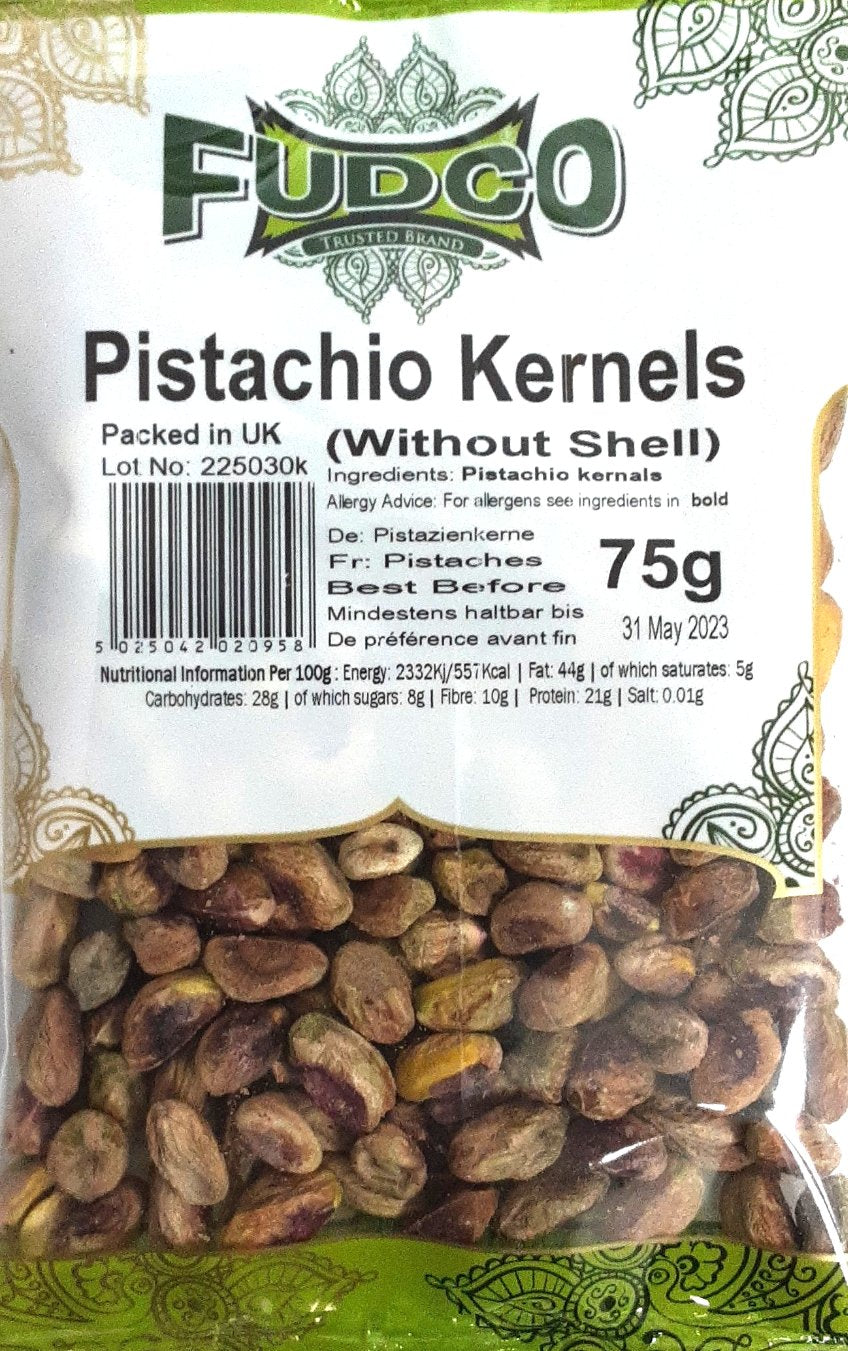 FUDCO
TRUSTED BRAND
Pistachio Kernels
Packed in UK
Lot No: 225030k
(Without Shell)
Ingredients: Pistachio kernals
Allergy Advice: For allergens see ingredients in bold
De: Pistazienkerne
Fr: Pistaches
75g
Best Before
Mindestens haltbar bis
De préférence avant fin
31 May 2023
5 025042 020958
Nutritional Information Per 100g : Energy: 2332Kj/557Kcal | Fat: 44g | of which saturates: 5g
Carbohydrates: 28g | of which sugars: 8g | Fibre: 10g | Protein: 21g | Salt: 0.01g